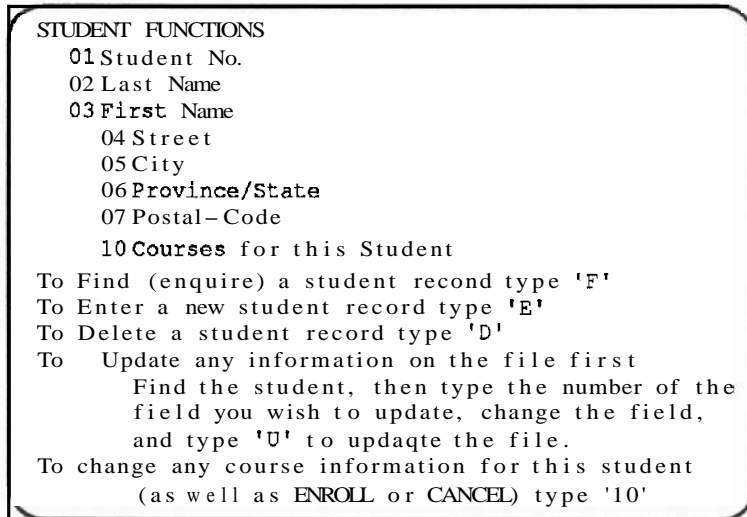 STUDENT FUNCTIONS
01 Student No.
02 Last Name
03 First Name
04 Street
05 City
06 Province/State
07 Postal-Code
10 Courses for this Student
To Find (enquire) a student recond type 'F'
To Enter a new student record type 'E'
To Delete a student record type 'D'
To Update any information on the file first
Find the student, then type the number of the
field you wish to update, change the field,
and type 'U' to updaqte the file.
To change any course information for this student
(as well as ENROLL or CANCEL) type '10'